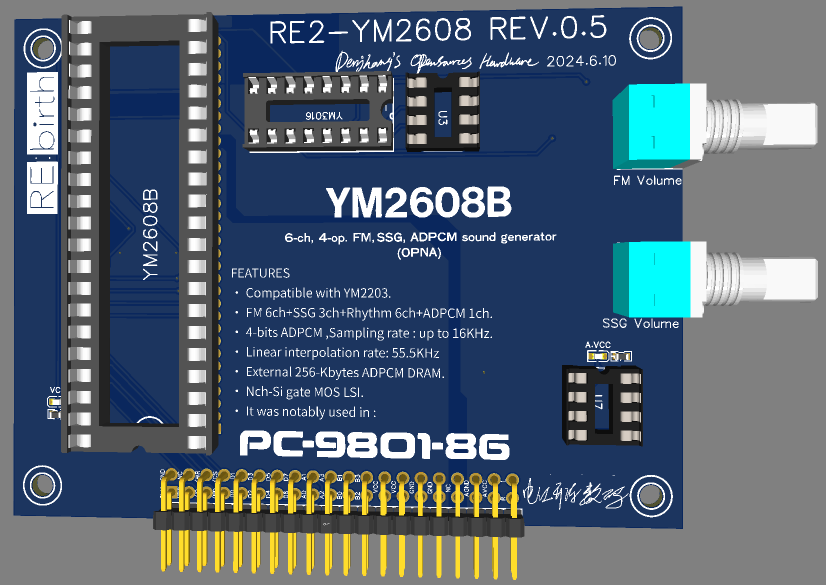 RE2-YM2608 REV.0.5
Denjhang's Opensources Hardware 2024.6.10
RE:birth
YM3016
U3
FM Volume
YM2608B
YM2608B
6-ch, 4-op. FM, SSG, ADPCM sound generator
(OPNA)
FEATURES
· Compatible with YM2203.
· FM 6ch+SSG 3ch+Rhythm 6ch+ADPCM 1ch.
· 4-bits ADPCM ,Sampling rate : up to 16KHz.
· Linear interpolation rate: 55.5KHz
· External 256-Kbytes ADPCM DRAM.
· Nch-Si gate MOS LSI.
· It was notably used in :
PC-9801-86
SSG Volume
A-VCC
U7
VC